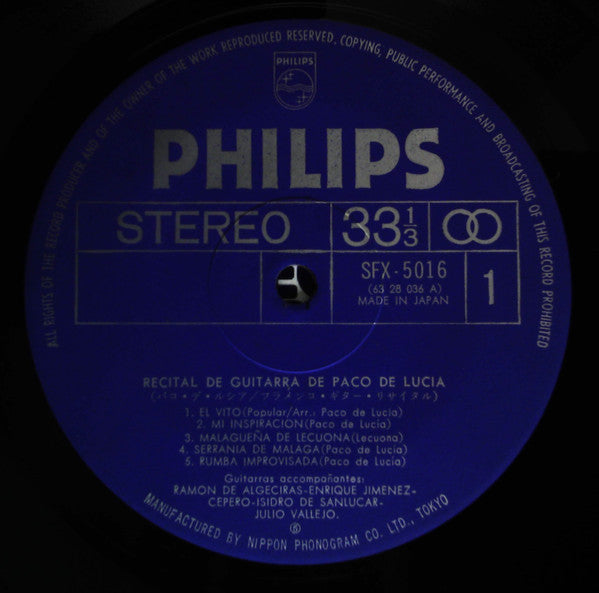 ALL RIGHTS OF THE RECORD PRODUCER AND OF THE OWNER OF THE WORK REPRODUCED RESERVED, COPYING, PUBLIC PERFORMANCE AND BROADCASTING OF THIS RECORD PROHIBITED
PHILIPS
PHILIPS
STEREO 33 1/3
SFX-5016
(63 28 036 A)
MADE IN JAPAN
1
RECITAL DE GUITARRA DE PACO DE LUCIA
(パコ・デ・ルシア/フラメンコ・ギター・リサイタル)
1. EL VITO(Popular/Arr.: Paco de Lucia)
2. MI INSPIRACION(Paco de Lucia)
3. MALAGUEÑA DE LECUONA(Lecuona)
4. SERRANIA DE MALAGA(Paco de Lucia)
5. RUMBA IMPROVISADA(Paco de Lucia)
Guitarras accompañantes:
RAMON DE ALGECIRAS-ENRIQUE JIMENEZ-
CEPERO-ISIDRO DE SANLUCAR-
JULIO VALLEJO.
MANUFACTURED BY NIPPON PHONOGRAM CO. LTD., TOKYO